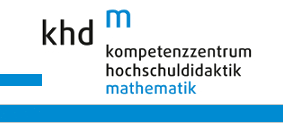 khd m
kompetenzzentrum
hochschuldidaktik
mathematik